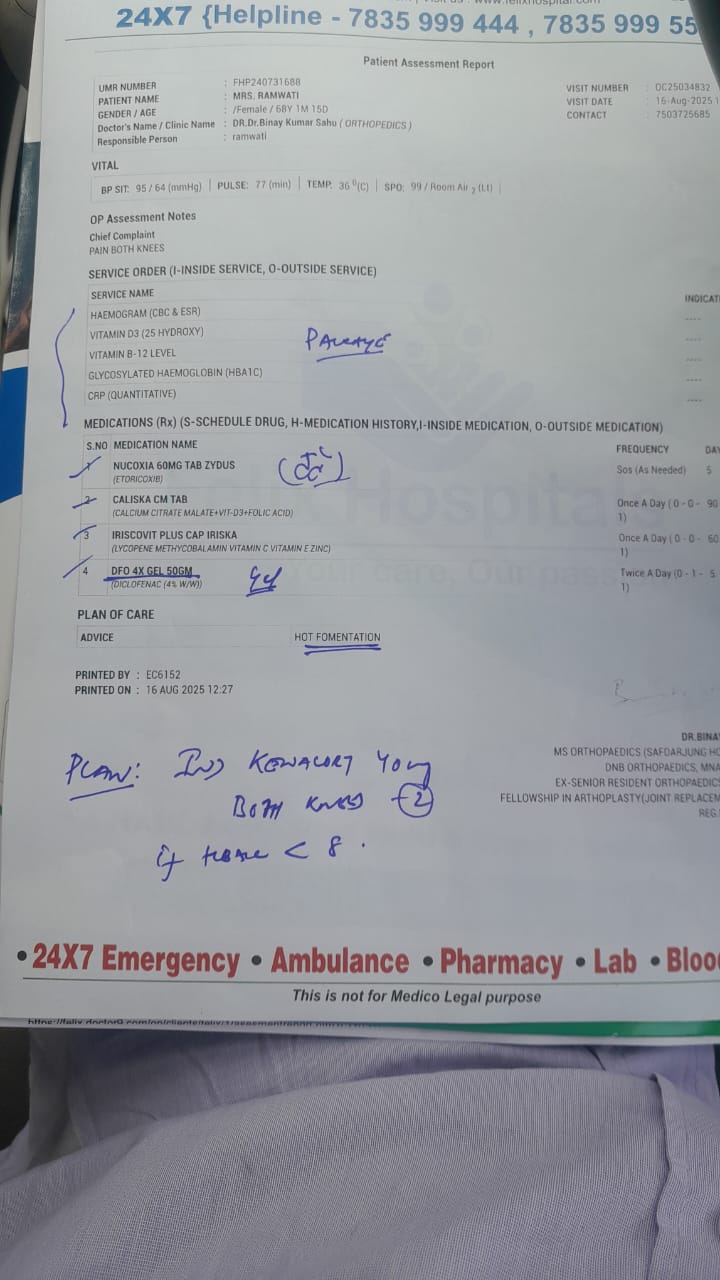 24X7 {Helpline - 7835 999 444 , 7835 999 55
Patient Assessment Report
UMR NUMBER : FHP240731688
PATIENT NAME : MRS. RAMWATI
GENDER / AGE : /Female / 68Y 1M 15D
Doctor's Name / Clinic Name : DR.Dr.Binay Kumar Sahu ( ORTHOPEDICS )
Responsible Person : ramwati
VISIT NUMBER : OC25034832
VISIT DATE : 16-Aug-2025 1
CONTACT : 7503725685
VITAL
BP SIT: 95 / 64 (mmHg) | PULSE: 77 (min) | TEMP: 36 0(C) | SPO: 99 / Room Air 2 (Lt) |
OP Assessment Notes
Chief Complaint
PAIN BOTH KNEES
SERVICE ORDER (I-INSIDE SERVICE, O-OUTSIDE SERVICE)
SERVICE NAME INDICAT
HAEMOGRAM (CBC & ESR) ----
VITAMIN D3 (25 HYDROXY) ----
VITAMIN B-12 LEVEL ----
GLYCOSYLATED HAEMOGLOBIN (HBA1C) ----
CRP (QUANTITATIVE) ----
MEDICATIONS (Rx) (S-SCHEDULE DRUG, H-MEDICATION HISTORY,I-INSIDE MEDICATION, O-OUTSIDE MEDICATION)
S.NO MEDICATION NAME FREQUENCY DAY
1 NUCOXIA 60MG TAB ZYDUS Sos (As Needed) 5
(ETORICOXIB)
2 CALISKA CM TAB Once A Day ( 0 - 0 - 90
(CALCIUM CITRATE MALATE+VIT-D3+FOLIC ACID) 1)
3 IRISCOVIT PLUS CAP IRISKA Once A Day ( 0 - 0 - 60
(LYCOPENE METHYCOBALAMIN VITAMIN C VITAMIN E ZINC) 1)
4 DFO 4X GEL 50GM Twice A Day (0 - 1 - 5
(DICLOFENAC (4% W/W)) 1)
PLAN OF CARE
ADVICE HOT FOMENTATION
PRINTED BY : EC6152
PRINTED ON : 16 AUG 2025 12:27
DR.BINA
MS ORTHOPAEDICS (SAFDARJUNG HO
DNB ORTHOPAEDICS, MNA
EX-SENIOR RESIDENT ORTHOPAEDIC
FELLOWSHIP IN ARTHOPLASTY(JOINT REPLACEM
REG.
PLAN: INJ KENACORT 40mg
BOTH KNEES 2
if HBA1C < 8 .
• 24X7 Emergency • Ambulance • Pharmacy • Lab • Bloo
This is not for Medico Legal purpose